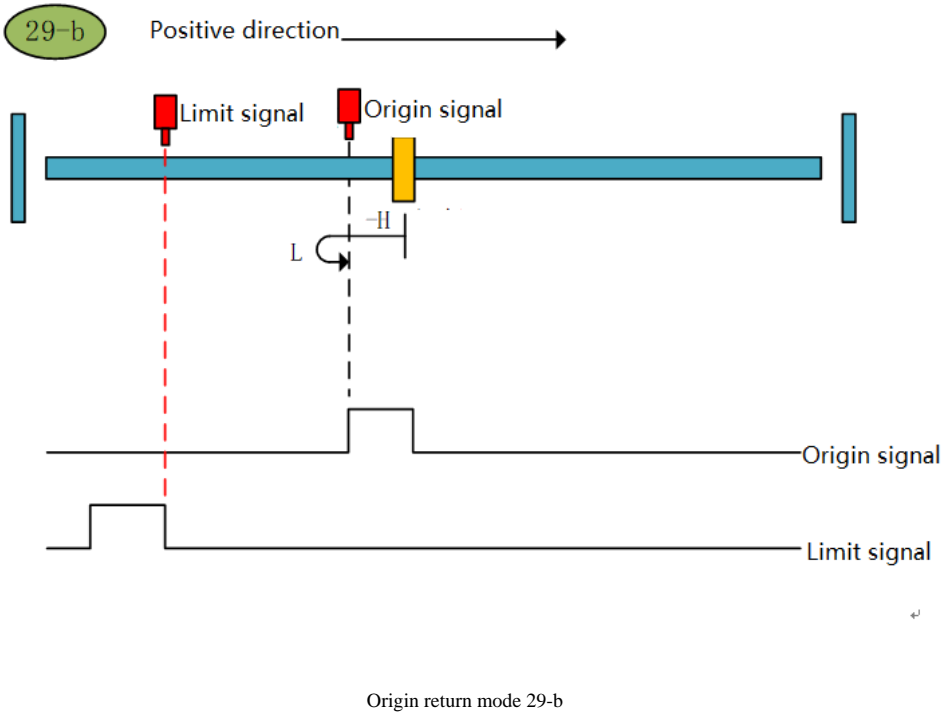 29-b
Positive direction
Limit signal
Origin signal
-H
L
Origin signal
Limit signal
Origin return mode 29-b